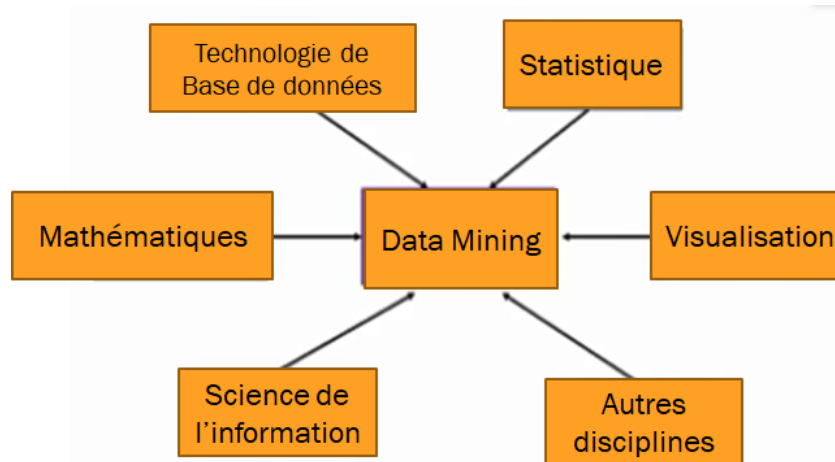 Technologie de
Base de données
Statistique
Mathématiques
Data Mining
Visualisation
Science de
l'information
Autres
disciplines